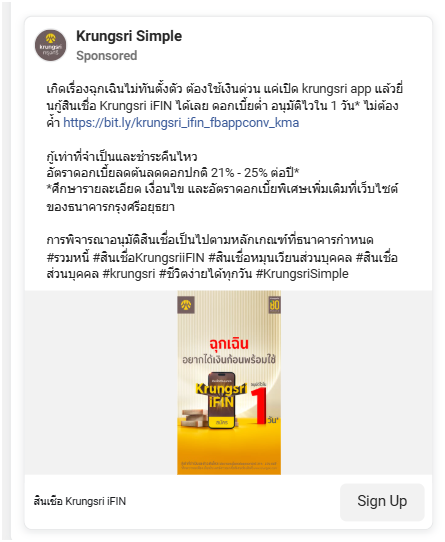 Krungsri Simple
Sponsored
krungsri
กรุงศรี
เกิดเรื่องฉุกเฉินไม่ทันตั้งตัว ต้องใช้เงินด่วน แค่เปิด krungsri app แล้วยื่
นกู้สินเชื่อ Krungsri iFIN ได้เลย ดอกเบี้ยต่ำ อนุมัติไวใน 1 วัน* ไม่ต้อง
ค้ำ https://bit.ly/krungsri_ifin_fbappconv_kma
กู้เท่าที่จำเป็นและชำระคืนไหว
อัตราดอกเบี้ยลดต้นลดดอกปกติ 21% - 25% ต่อปี*
*ศึกษารายละเอียด เงื่อนไข และอัตราดอกเบี้ยพิเศษเพิ่มเติมที่เว็บไซต์
ของธนาคารกรุงศรีอยุธยา
การพิจารณาอนุมัติสินเชื่อเป็นไปตามหลักเกณฑ์ที่ธนาคารกำหนด
#รวมหนี้ #สินเชื่อKrungsriiFIN #สินเชื่อหมุนเวียนส่วนบุคคล #สินเชื่อ
ส่วนบุคคล #krungsri #ชีวิตง่ายได้ทุกวัน #KrungsriSimple
ฉุกเฉิน
อยากได้เงินก้อนพร้อมใช้
Krungsri
iFIN
อนุมัติไวใน
1
วัน*
สมัคร
สินเชื่อ Krungsri iFIN
Sign Up